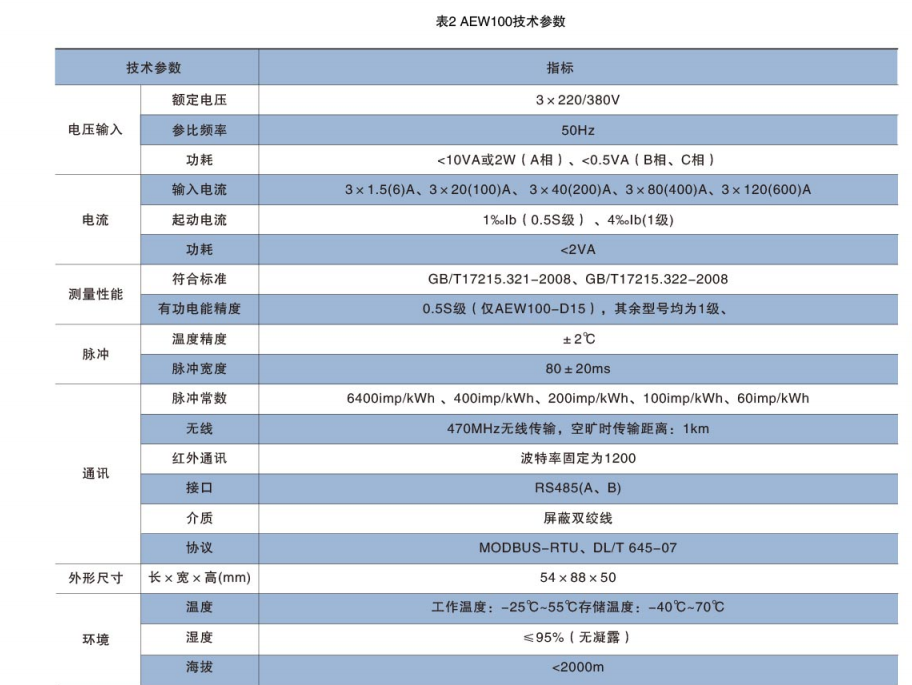 表2 AEW100技术参数
技术参数 指标
电压输入 额定电压 3×220/380V
参比频率 50Hz
功耗 <10VA或2W（A相）、<0.5VA（B相、C相）
电流 输入电流 3×1.5(6)A、3×20(100)A、 3×40(200)A、3×80(400)A、3×120(600)A
起动电流 1‰Ib（0.5S级）、4‰Ib(1级)
功耗 <2VA
测量性能 符合标准 GB/T17215.321-2008、GB/T17215.322-2008
有功电能精度 0.5S级（仅AEW100-D15），其余型号均为1级、
脉冲 温度精度 ±2℃
脉冲宽度 80±20ms
通讯 脉冲常数 6400imp/kWh 、400imp/kWh、200imp/kWh、100imp/kWh、60imp/kWh
无线 470MHz无线传输，空旷时传输距离：1km
红外通讯 波特率固定为1200
接口 RS485(A、B)
介质 屏蔽双绞线
协议 MODBUS-RTU、DL/T 645-07
外形尺寸 长×宽×高(mm) 54×88×50
环境 温度 工作温度：-25℃~55℃存储温度：-40℃~70℃
湿度 ≤95%（无凝露）
海拔 <2000m